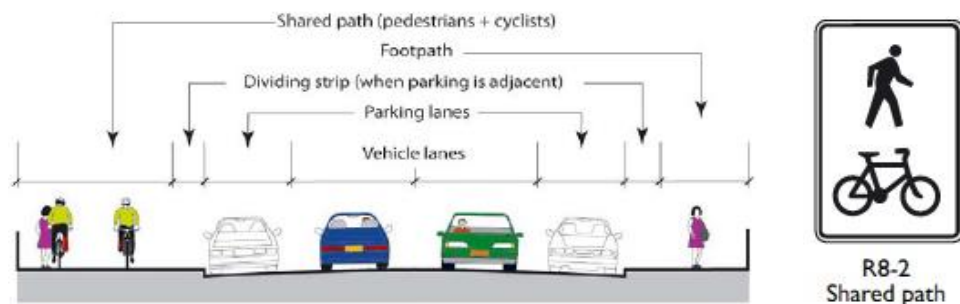 Shared path (pedestrians + cyclists)
Footpath
Dividing strip (when parking is adjacent)
Parking lanes
Vehicle lanes
R8-2
Shared path